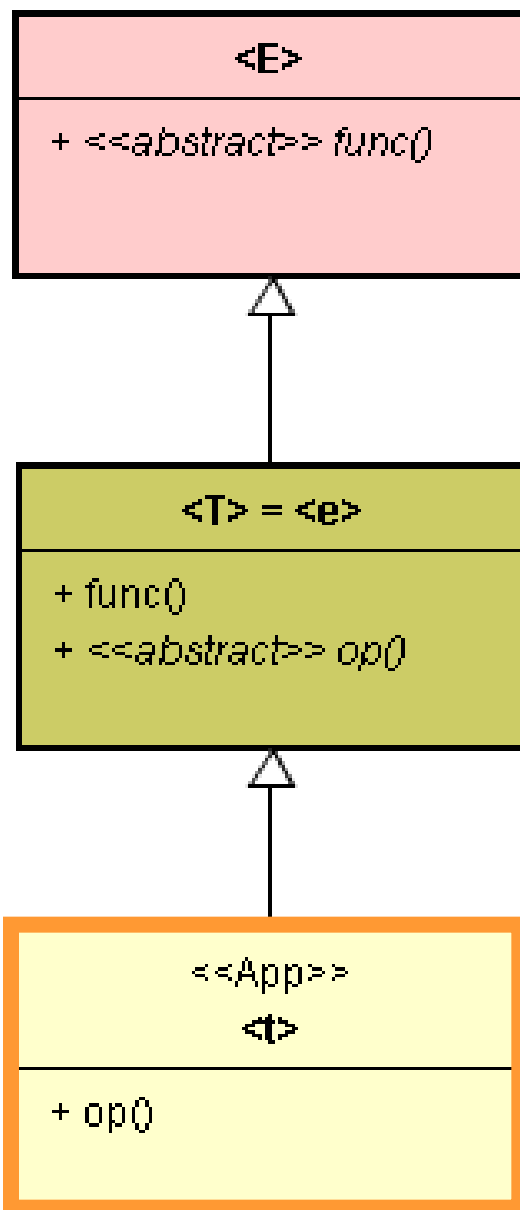 <E>
+ <<abstract>> func()
<T> = <e>
+ func()
+ <<abstract>> op()
<<App>>
<t>
+ op()